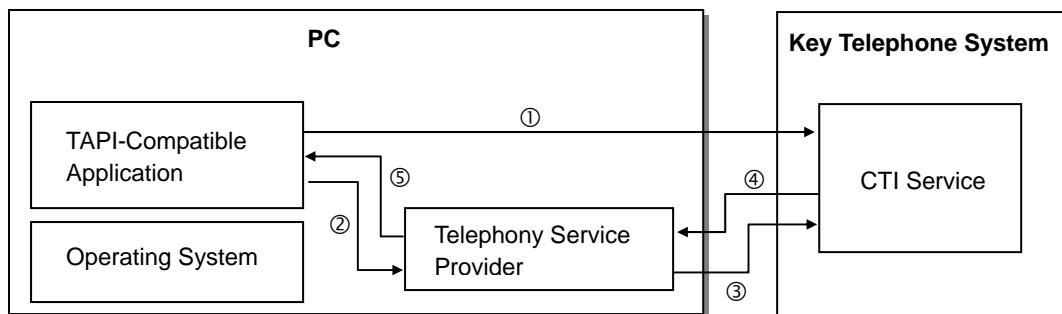 PC
Key Telephone System
TAPI-Compatible
Application
①
⑤
②
Operating System
Telephony Service
Provider
④
③
CTI Service